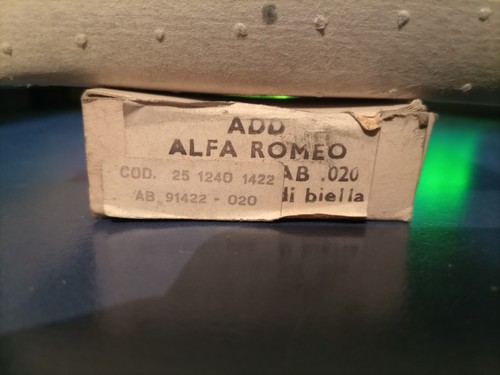 ADD
ALFA ROMEO
COD. 25 1240 1422 AB .020
AB 91422 - 020 di biella